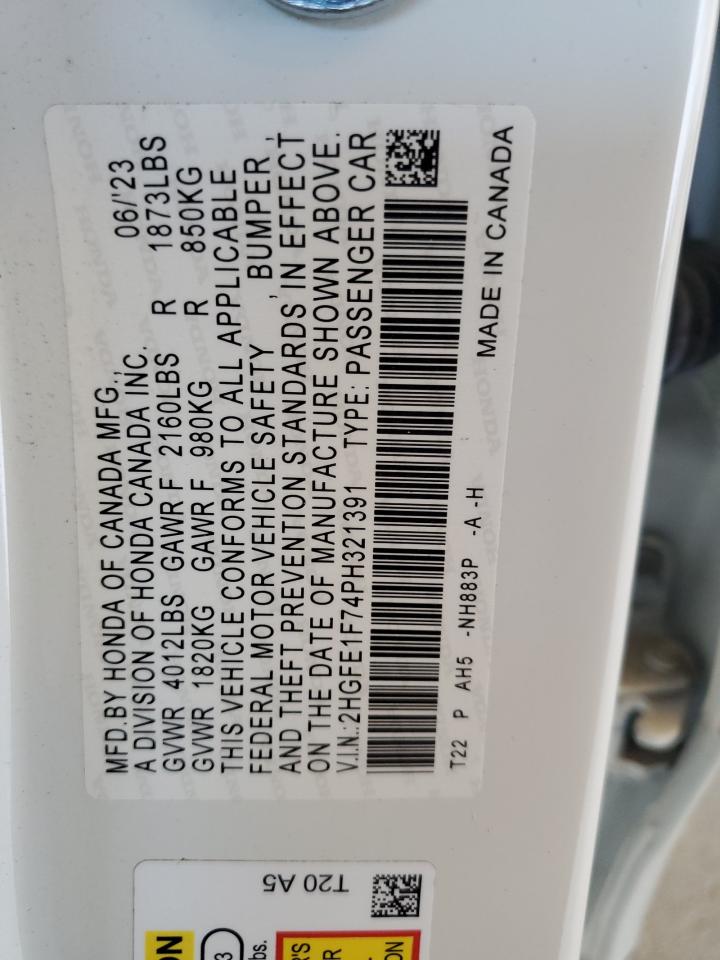 MFD.BY HONDA OF CANADA MFG., 06/'23
A DIVISION OF HONDA CANADA INC.
GVWR 4012LBS GAWR F 2160LBS R 1873LBS
GVWR 1820KG GAWR F 980KG R 850KG
THIS VEHICLE CONFORMS TO ALL APPLICABLE
FEDERAL MOTOR VEHICLE SAFETY , BUMPER ,
AND THEFT PREVENTION STANDARDS IN EFFECT
ON THE DATE OF MANUFACTURE SHOWN ABOVE.
V.I.N.:2HGFE1F74PH321391 TYPE: PASSENGER CAR
T22 P AH5 -NH883P -A -H MADE IN CANADA
T20 A5